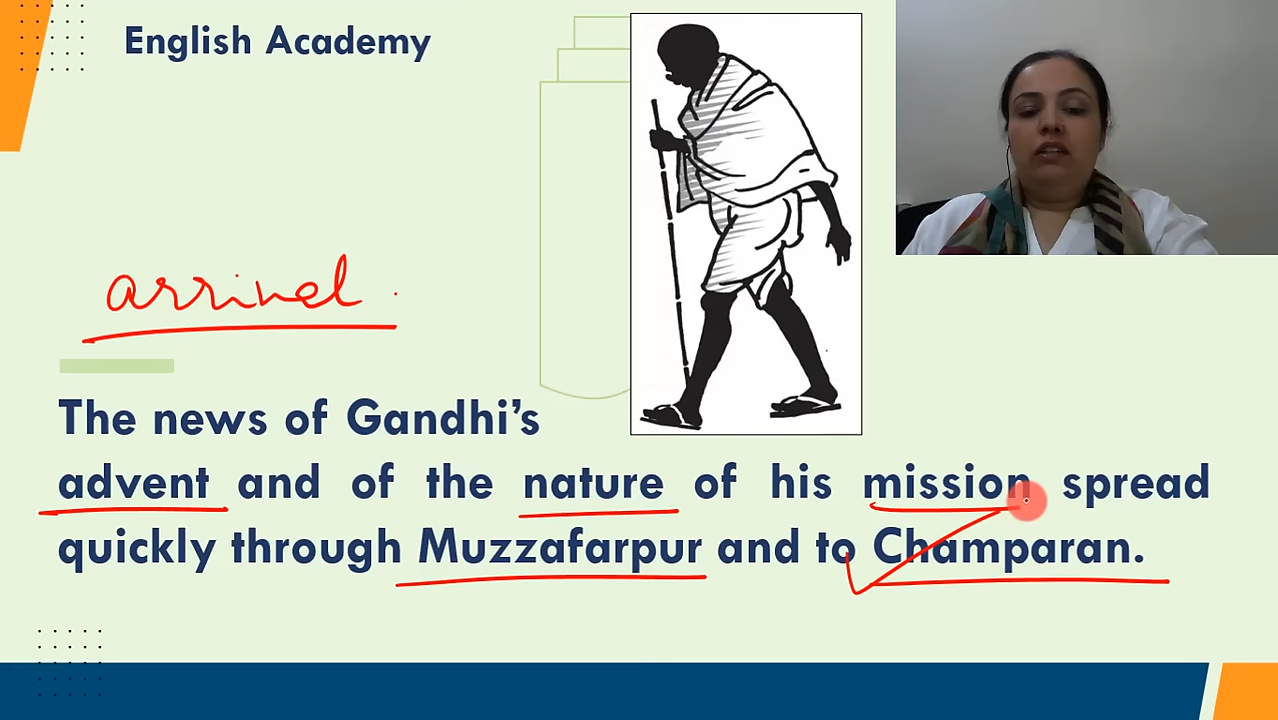 English Academy
arrival
The news of Gandhi's
advent and of the nature of his mission spread
quickly through Muzzafarpur and to Champaran.